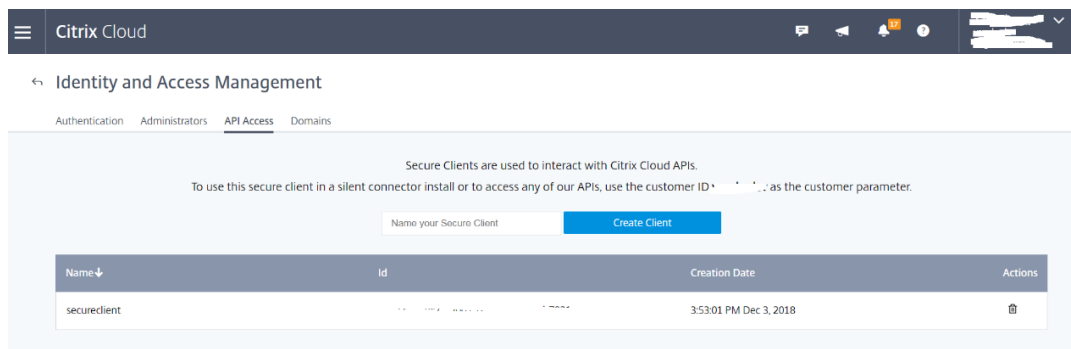 Citrix Cloud 17
Identity and Access Management
Authentication Administrators API Access Domains
Secure Clients are used to interact with Citrix Cloud APIs.
To use this secure client in a silent connector install or to access any of our APIs, use the customer ID as the customer parameter.
Name your Secure Client Create Client
Name Id Creation Date Actions
secureclient 3:53:01 PM Dec 3, 2018